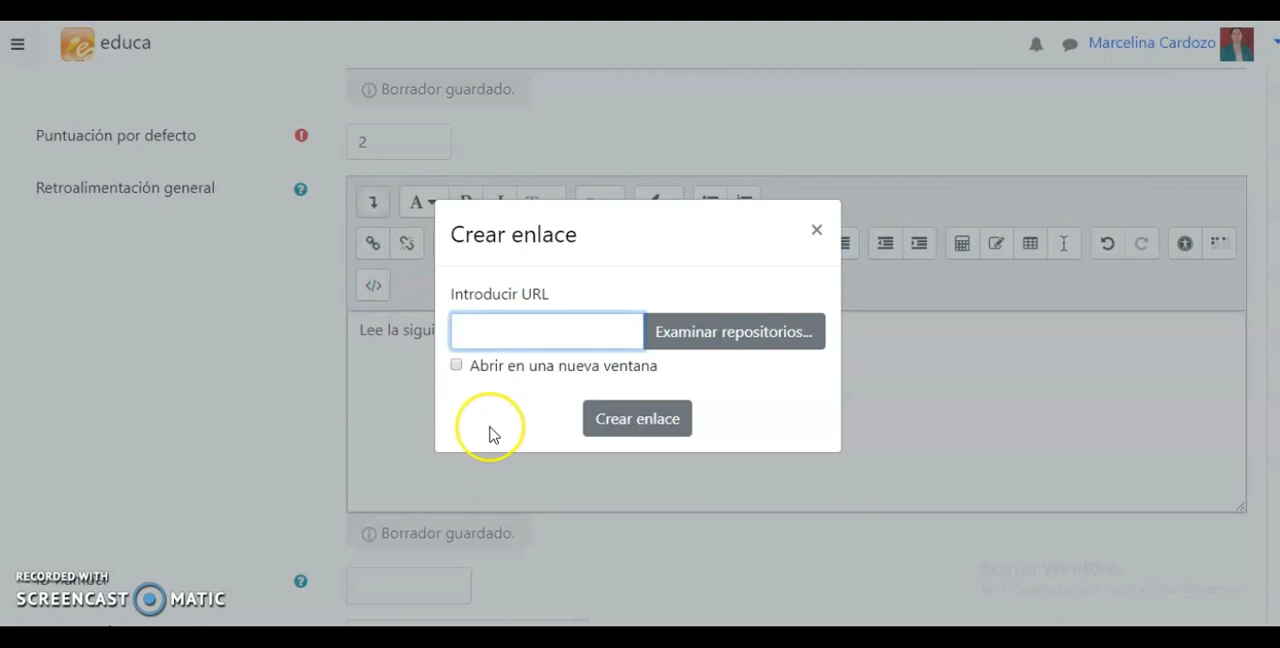 educa
Marcelina Cardozo
Borrador guardado.
Puntuación por defecto
2
Retroalimentación general
A
Crear enlace
×
Introducir URL
Examinar repositorios...
Lee la sigui
Abrir en una nueva ventana
Crear enlace
Borrador guardado.
RECORDED WITH
SCREENCAST MATIC